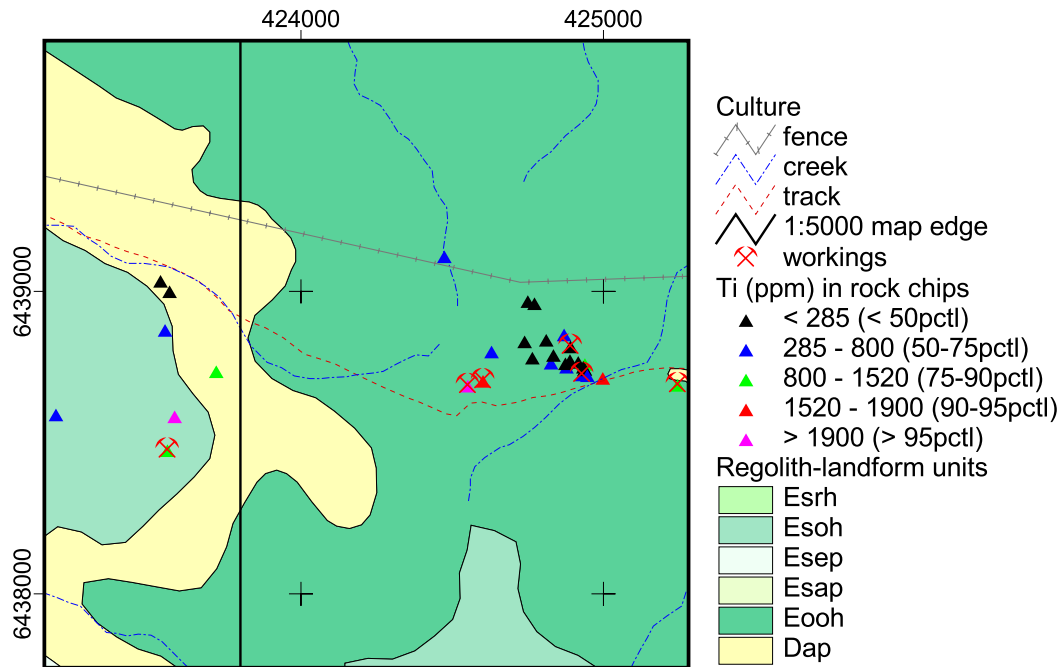 424000 425000
6439000
6438000
Culture
fence
creek
track
1:5000 map edge
workings
Ti (ppm) in rock chips
< 285 (< 50pctl)
285 - 800 (50-75pctl)
800 - 1520 (75-90pctl)
1520 - 1900 (90-95pctl)
> 1900 (> 95pctl)
Regolith-landform units
Esrh
Esoh
Esep
Esap
Eooh
Dap